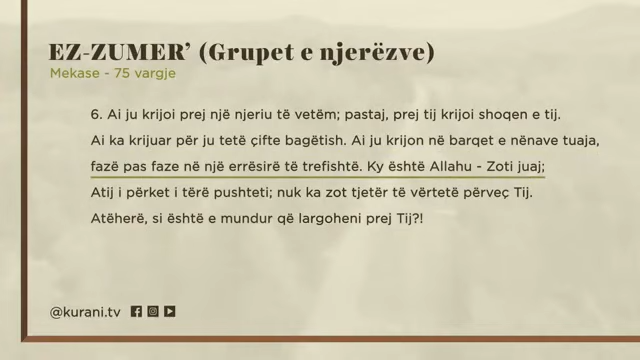 EZ-ZUMER’ (Grupet e njerëzve)
Mekase - 75 vargje
6. Ai ju krijoi prej një njeriu të vetëm; pastaj, prej tij krijoi shoqen e tij.
Ai ka krijuar për ju tetë çifte bagëtish. Ai ju krijon në barqet e nënave tuaja,
fazë pas faze në një errësirë të trefishtë. Ky është Allahu - Zoti juaj;
Atij i përket i tërë pushteti; nuk ka zot tjetër të vërtetë përveç Tij.
Atëherë, si është e mundur që largoheni prej Tij?!
@kurani.tv